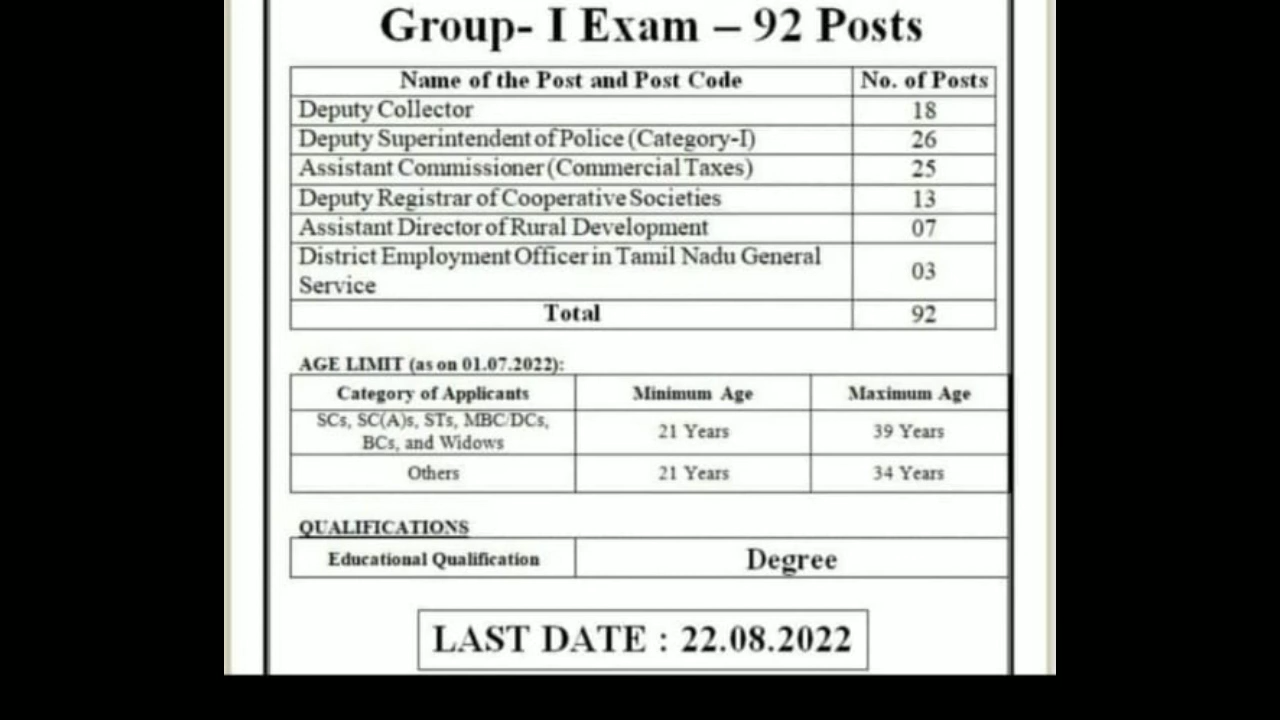 Group- I Exam – 92 Posts
Name of the Post and Post Code No. of Posts
Deputy Collector 18
Deputy Superintendent of Police (Category-I) 26
Assistant Commissioner (Commercial Taxes) 25
Deputy Registrar of Cooperative Societies 13
Assistant Director of Rural Development 07
District Employment Officer in Tamil Nadu General
Service 03
Total 92
AGE LIMIT (as on 01.07.2022):
Category of Applicants Minimum Age Maximum Age
SCs, SC(A)s, STs, MBC/DCs,
BCs, and Widows 21 Years 39 Years
Others 21 Years 34 Years
QUALIFICATIONS
Educational Qualification Degree
LAST DATE : 22.08.2022